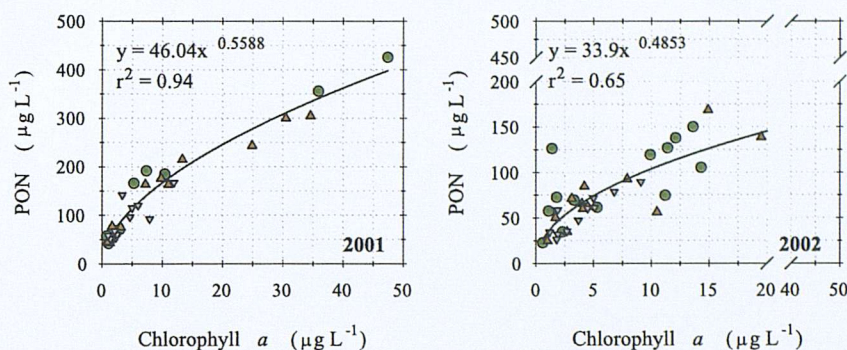 500
400
300
200
100
0
PON ( µg L-1)
y = 46.04x 0.5588
r2 = 0.94
2001
0 10 20 30 40 50
Chlorophyll a (µg L-1)
500
450
200
150
100
50
0
PON ( µg L-1)
y = 33.9x 0.4853
r2 = 0.65
2002
0 5 10 15 20 40 50
Chlorophyll a (µg L-1)